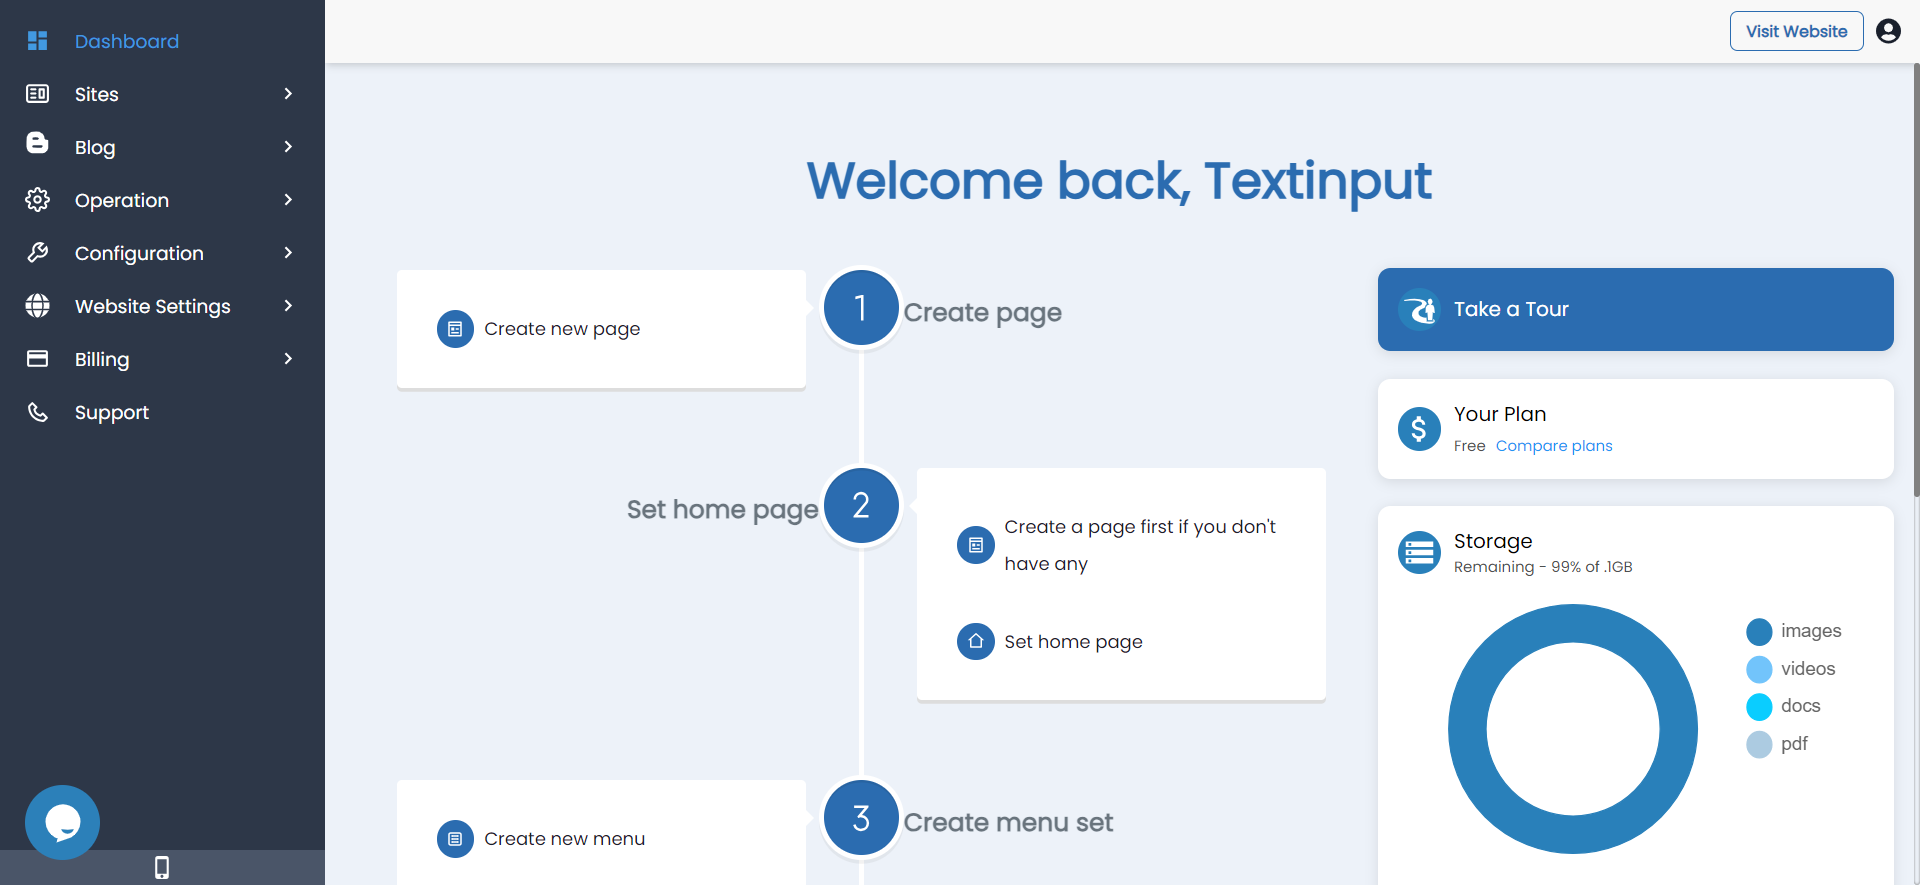 Dashboard
Sites
Blog
Operation
Configuration
Website Settings
Billing
Support
Visit Website
Welcome back, Textinput
Create new page
1
Create page
Set home page
2
Create a page first if you don't
have any
Set home page
Create new menu
3
Create menu set
Take a Tour
Your Plan
Free Compare plans
Storage
Remaining - 99% of .1GB
images
videos
docs
pdf